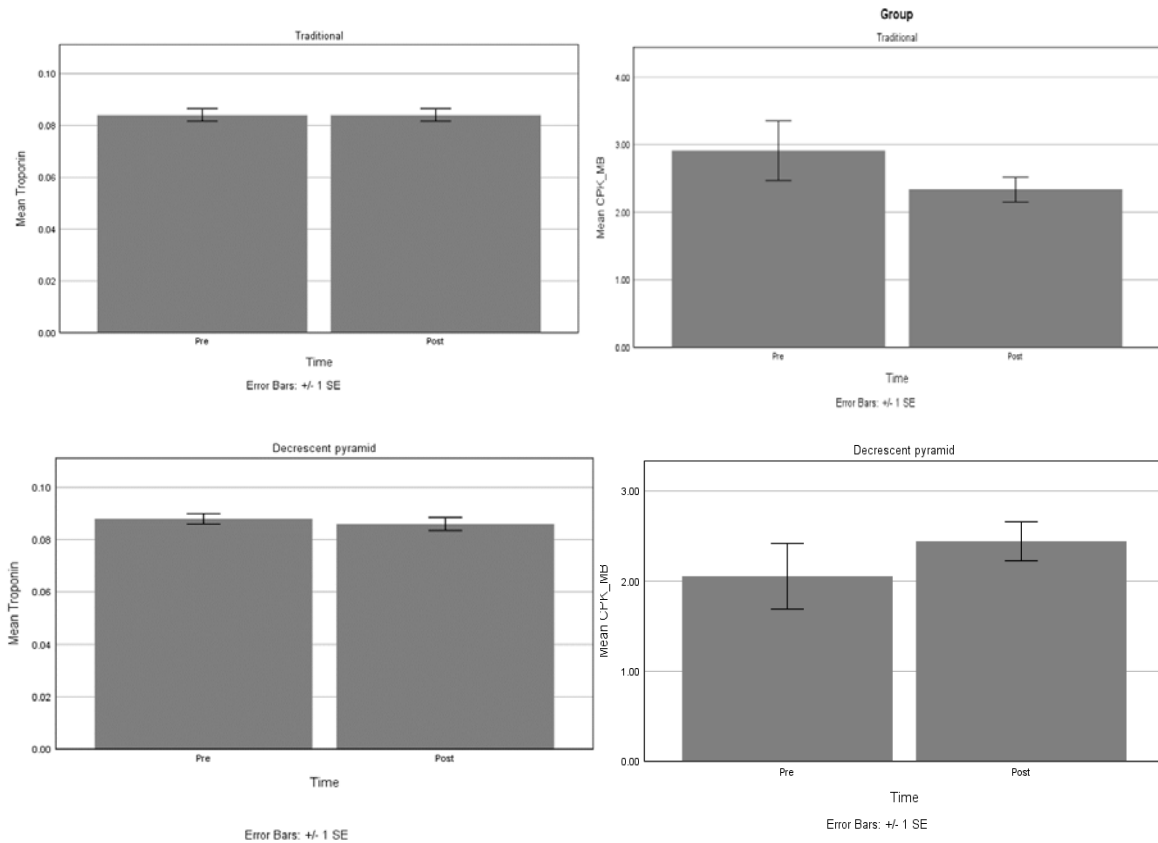 Traditional
0.10
0.08
0.06
0.04
0.02
0.00
Mean Troponin
Pre Post
Time
Error Bars: +/- 1 SE
Group
Traditional
4.00
3.00
2.00
1.00
0.00
Mean CPK_MB
Pre Post
Time
Error Bars: +/- 1 SE
Decrescent pyramid
0.10
0.08
0.06
0.04
0.02
0.00
Mean Troponin
Pre Post
Time
Error Bars: +/- 1 SE
Decrescent pyramid
3.00
2.00
1.00
0.00
Mean CPK_MB
Pre Post
Time
Error Bars: +/- 1 SE